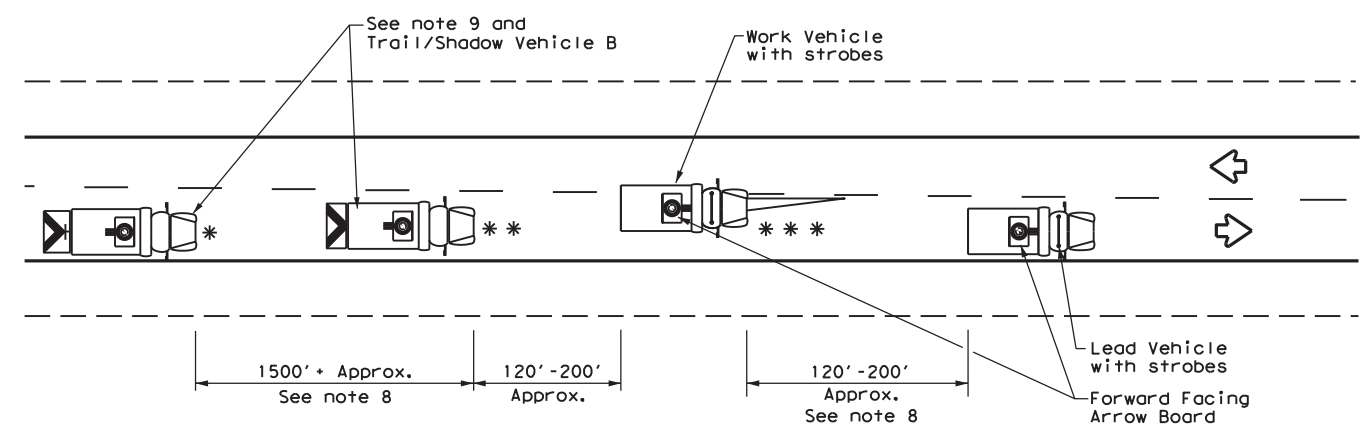 See note 9 and
Trail/Shadow Vehicle B
Work Vehicle
with strobes
*
* *
* * *
1500'+ Approx.
See note 8
120'-200'
Approx.
120'-200'
Approx.
See note 8
Lead Vehicle
with strobes
Forward Facing
Arrow Board